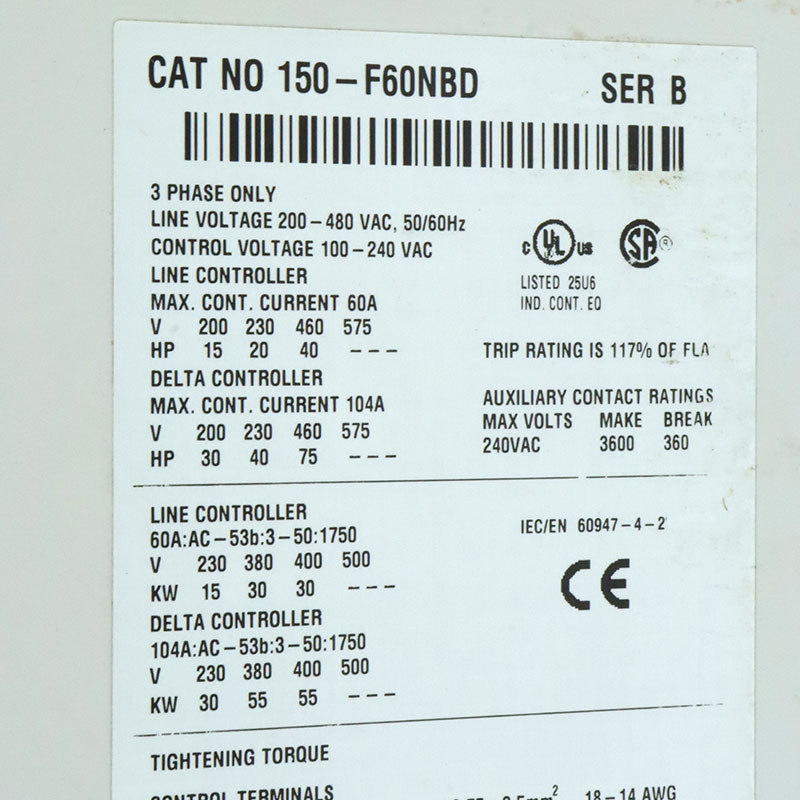 CAT NO 150-F60NBD SER B
3 PHASE ONLY
LINE VOLTAGE 200-480 VAC, 50/60Hz
CONTROL VOLTAGE 100-240 VAC
LINE CONTROLLER
MAX. CONT. CURRENT 60A
V 200 230 460 575
HP 15 20 40 ---
DELTA CONTROLLER
MAX. CONT. CURRENT 104A
V 200 230 460 575
HP 30 40 75 ---
c UL us SA ®
LISTED 25U6
IND. CONT. EQ
TRIP RATING IS 117% OF FLA
AUXILIARY CONTACT RATINGS
MAX VOLTS MAKE BREAK
240VAC 3600 360
LINE CONTROLLER
60A:AC-53b:3-50:1750
V 230 380 400 500
KW 15 30 30 ---
DELTA CONTROLLER
104A:AC-53b:3-50:1750
V 230 380 400 500
KW 30 55 55 ---
IEC/EN 60947-4-2
CE
TIGHTENING TORQUE
CONTROL TERMINALS 18-14 AWG